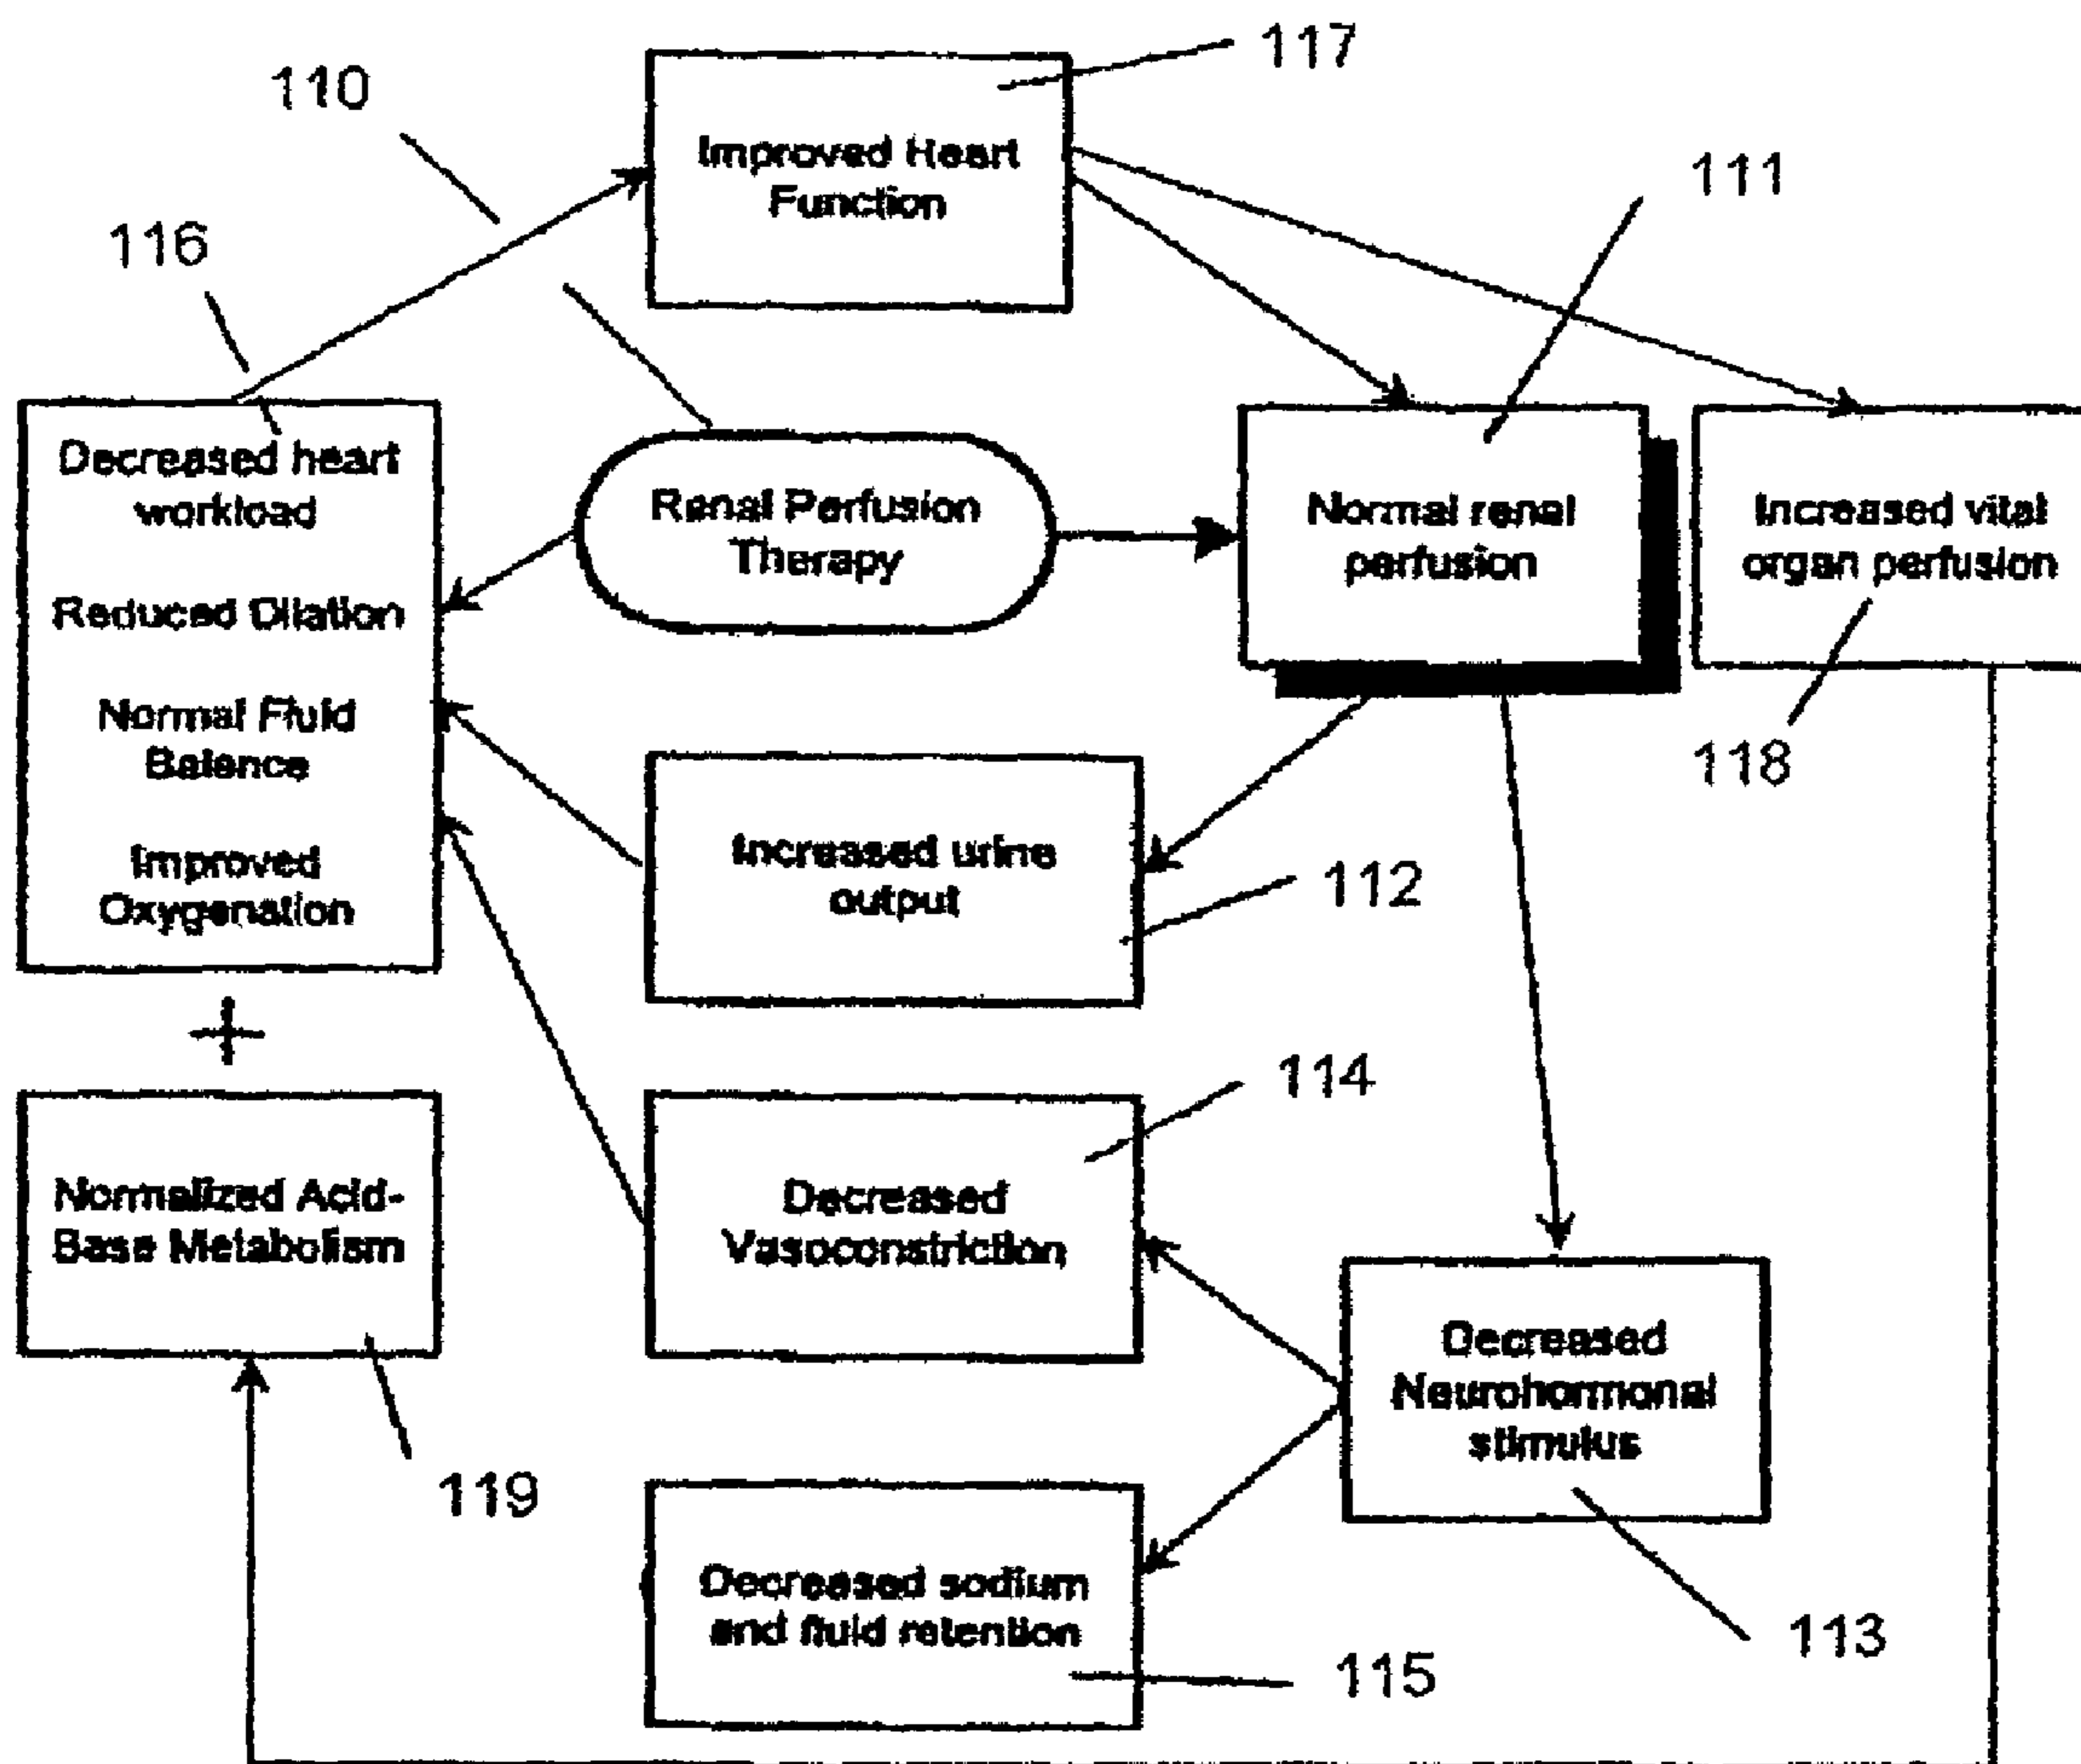 117
110
Improved Heart
Function
111
116
Decreased heart
workload
Reduced Dilation
Normal Fluid
Balance
Improved
Oxygenation
Renal Perfusion
Therapy
Normal renal
perfusion
Increased vital
organ perfusion
118
Increased urine
output
112
+
114
Normalized Acid-
Base Metabolism
Decreased
Vasoconstriction
Decreased
Neurohormonal
stimulus
119
Decreased sodium
and fluid retention
113
115